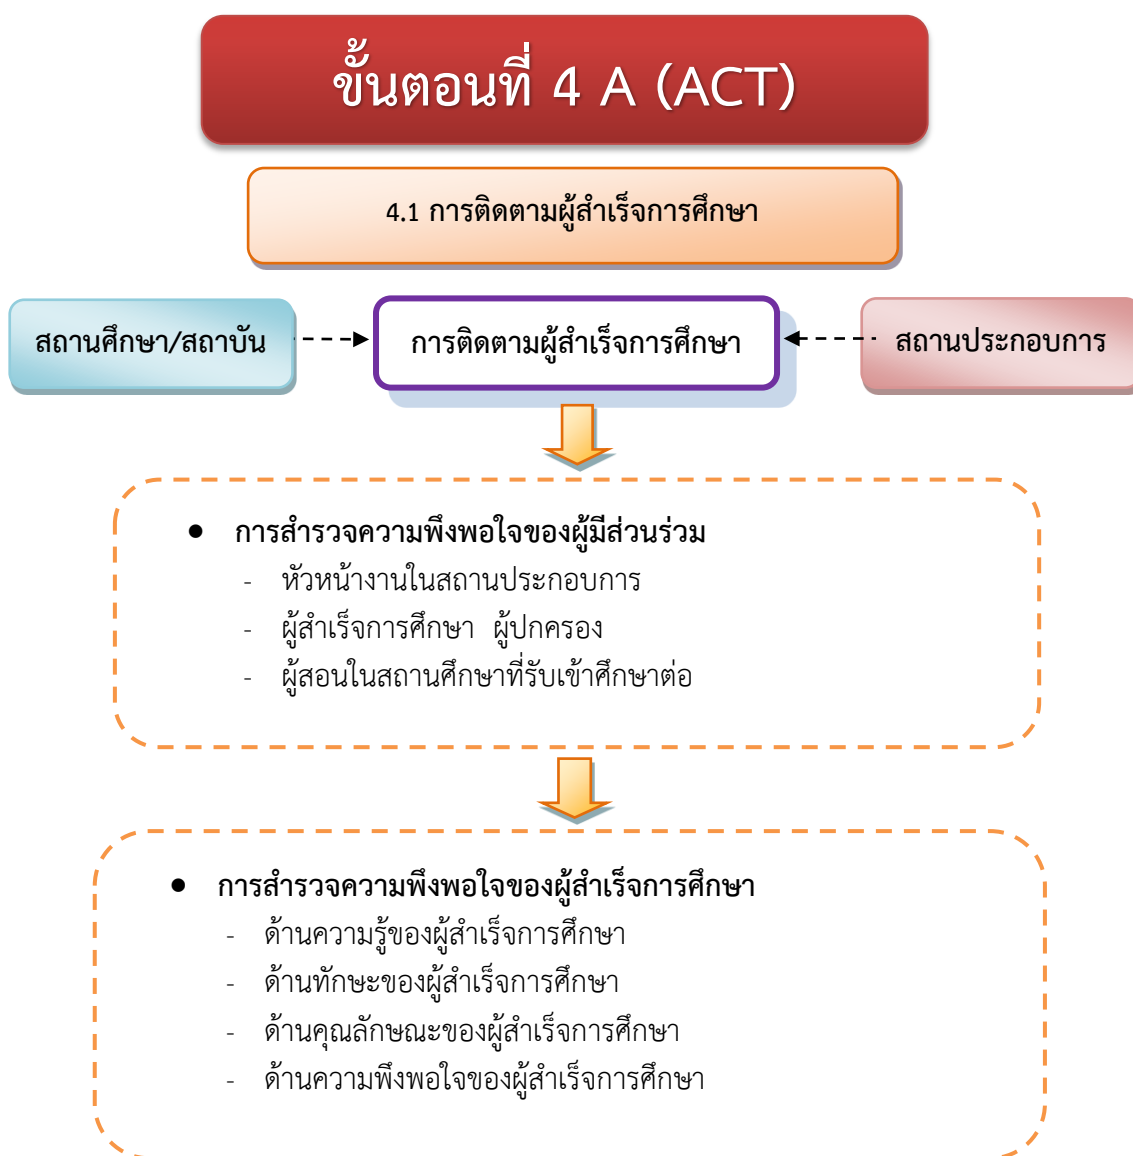 ขั้นตอนที่ 4 A (ACT)
4.1 การติดตามผู้สำเร็จการศึกษา
สถานศึกษา/สถาบัน
การติดตามผู้สำเร็จการศึกษา
สถานประกอบการ
● การสำรวจความพึงพอใจของผู้มีส่วนร่วม
- หัวหน้างานในสถานประกอบการ
- ผู้สำเร็จการศึกษา ผู้ปกครอง
- ผู้สอนในสถานศึกษาที่รับเข้าศึกษาต่อ
● การสำรวจความพึงพอใจของผู้สำเร็จการศึกษา
- ด้านความรู้ของผู้สำเร็จการศึกษา
- ด้านทักษะของผู้สำเร็จการศึกษา
- ด้านคุณลักษณะของผู้สำเร็จการศึกษา
- ด้านความพึงพอใจของผู้สำเร็จการศึกษา